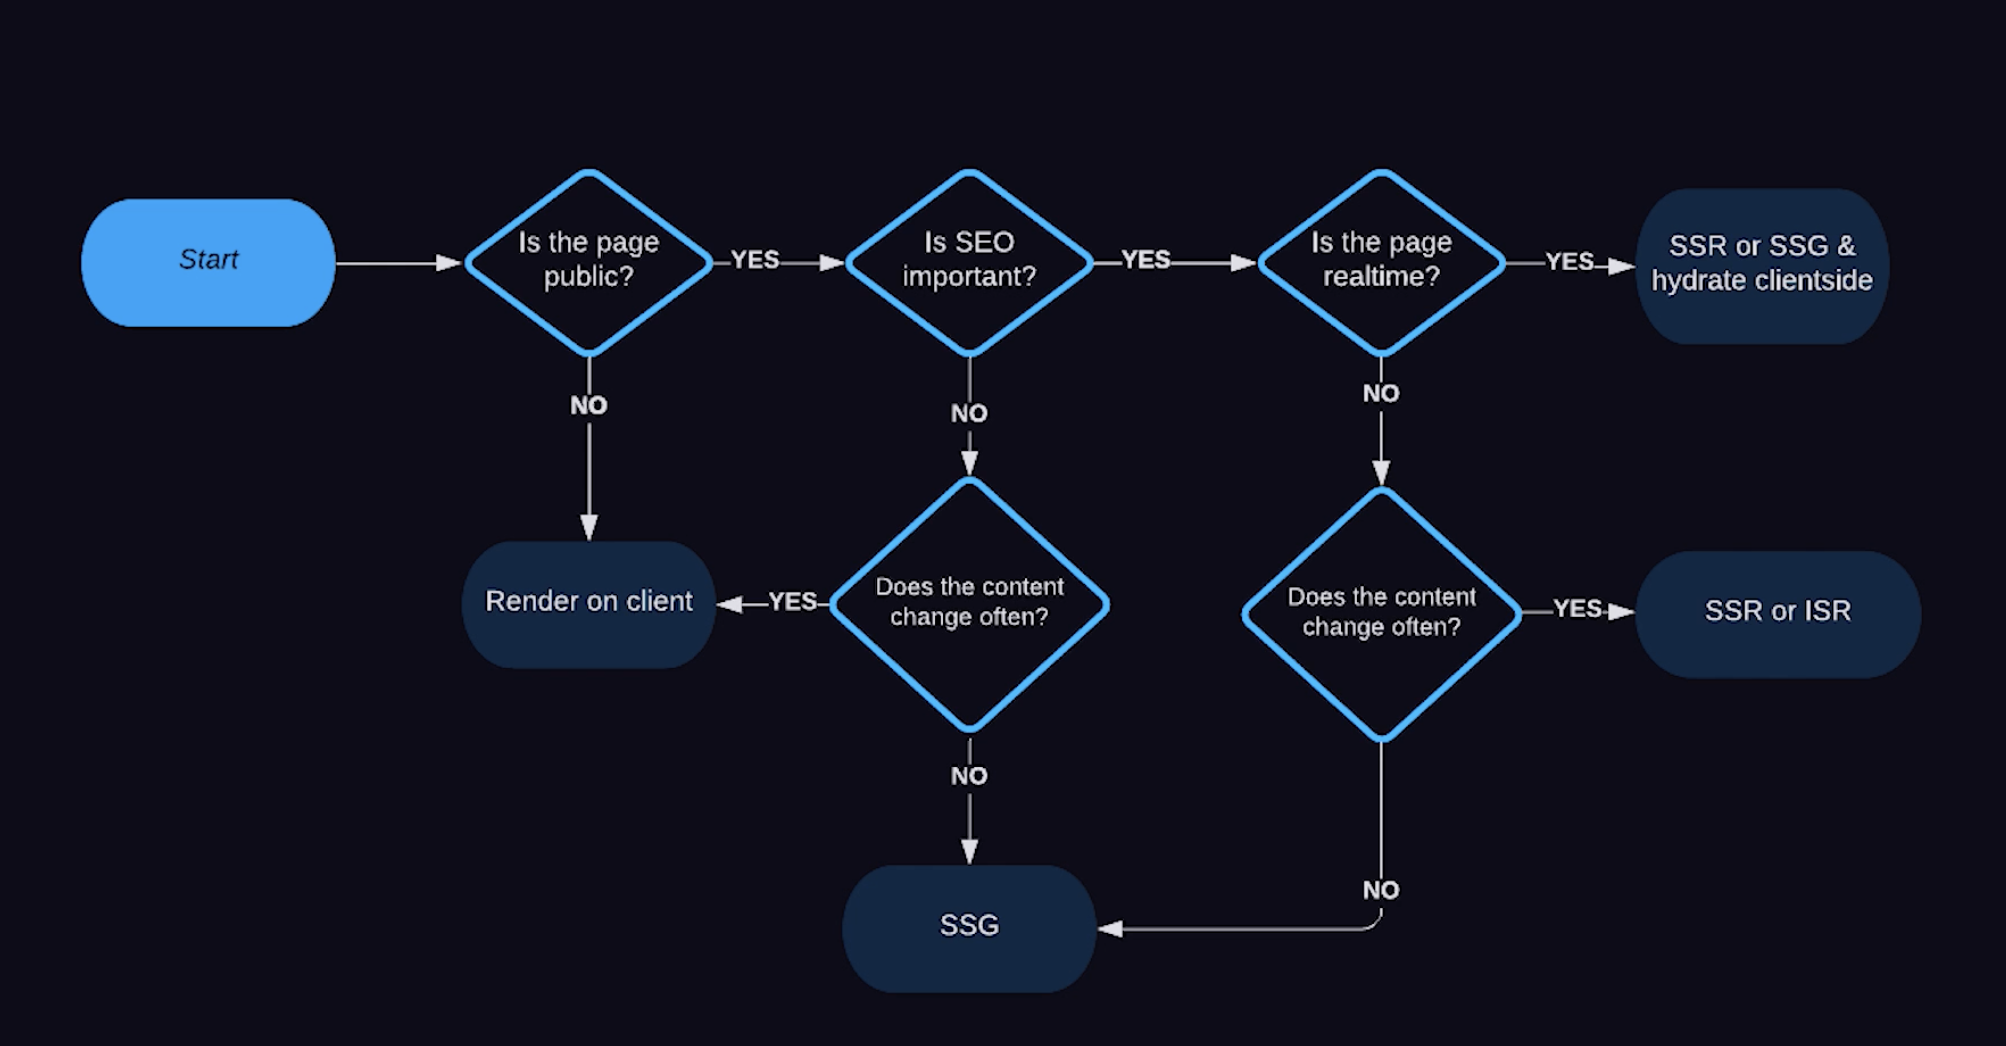 Start
Is the page
public?
YES
Is SEO
important?
YES
Is the page
realtime?
YES
SSR or SSG &
hydrate clientside
NO
NO
NO
Render on client
YES
Does the content
change often?
Does the content
change often?
YES
SSR or ISR
NO
NO
SSG